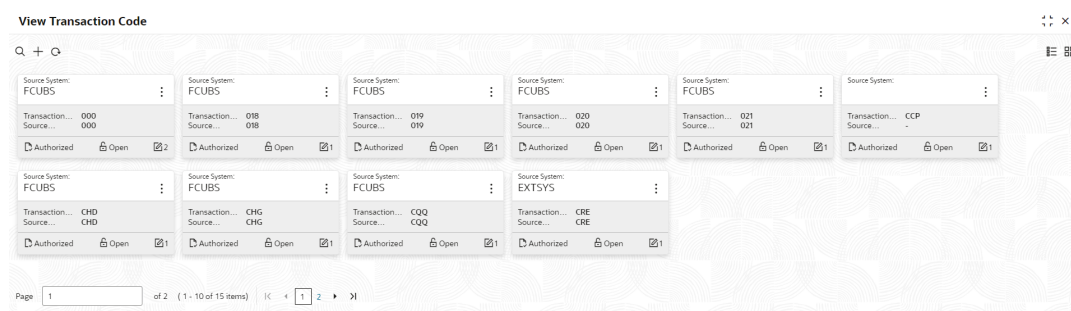 View Transaction Code
Source System: Source System: Source System: Source System: Source System: Source System:
FCUBS FCUBS FCUBS FCUBS FCUBS
Transaction... 000 Transaction... 018 Transaction... 019 Transaction... 020 Transaction... 021 Transaction... CCP
Source... 000 Source... 018 Source... 019 Source... 020 Source... 021 Source... -
Authorized Open 2 Authorized Open 1 Authorized Open 1 Authorized Open 1 Authorized Open 1 Authorized Open 1
Source System: Source System: Source System: Source System:
FCUBS FCUBS FCUBS EXTSYS
Transaction... CHD Transaction... CHG Transaction... CQQ Transaction... CRE
Source... CHD Source... CHG Source... CQQ Source... CRE
Authorized Open 1 Authorized Open 1 Authorized Open 1 Authorized Open 1
Page 1 of 2 (1 - 10 of 15 items) 1 2